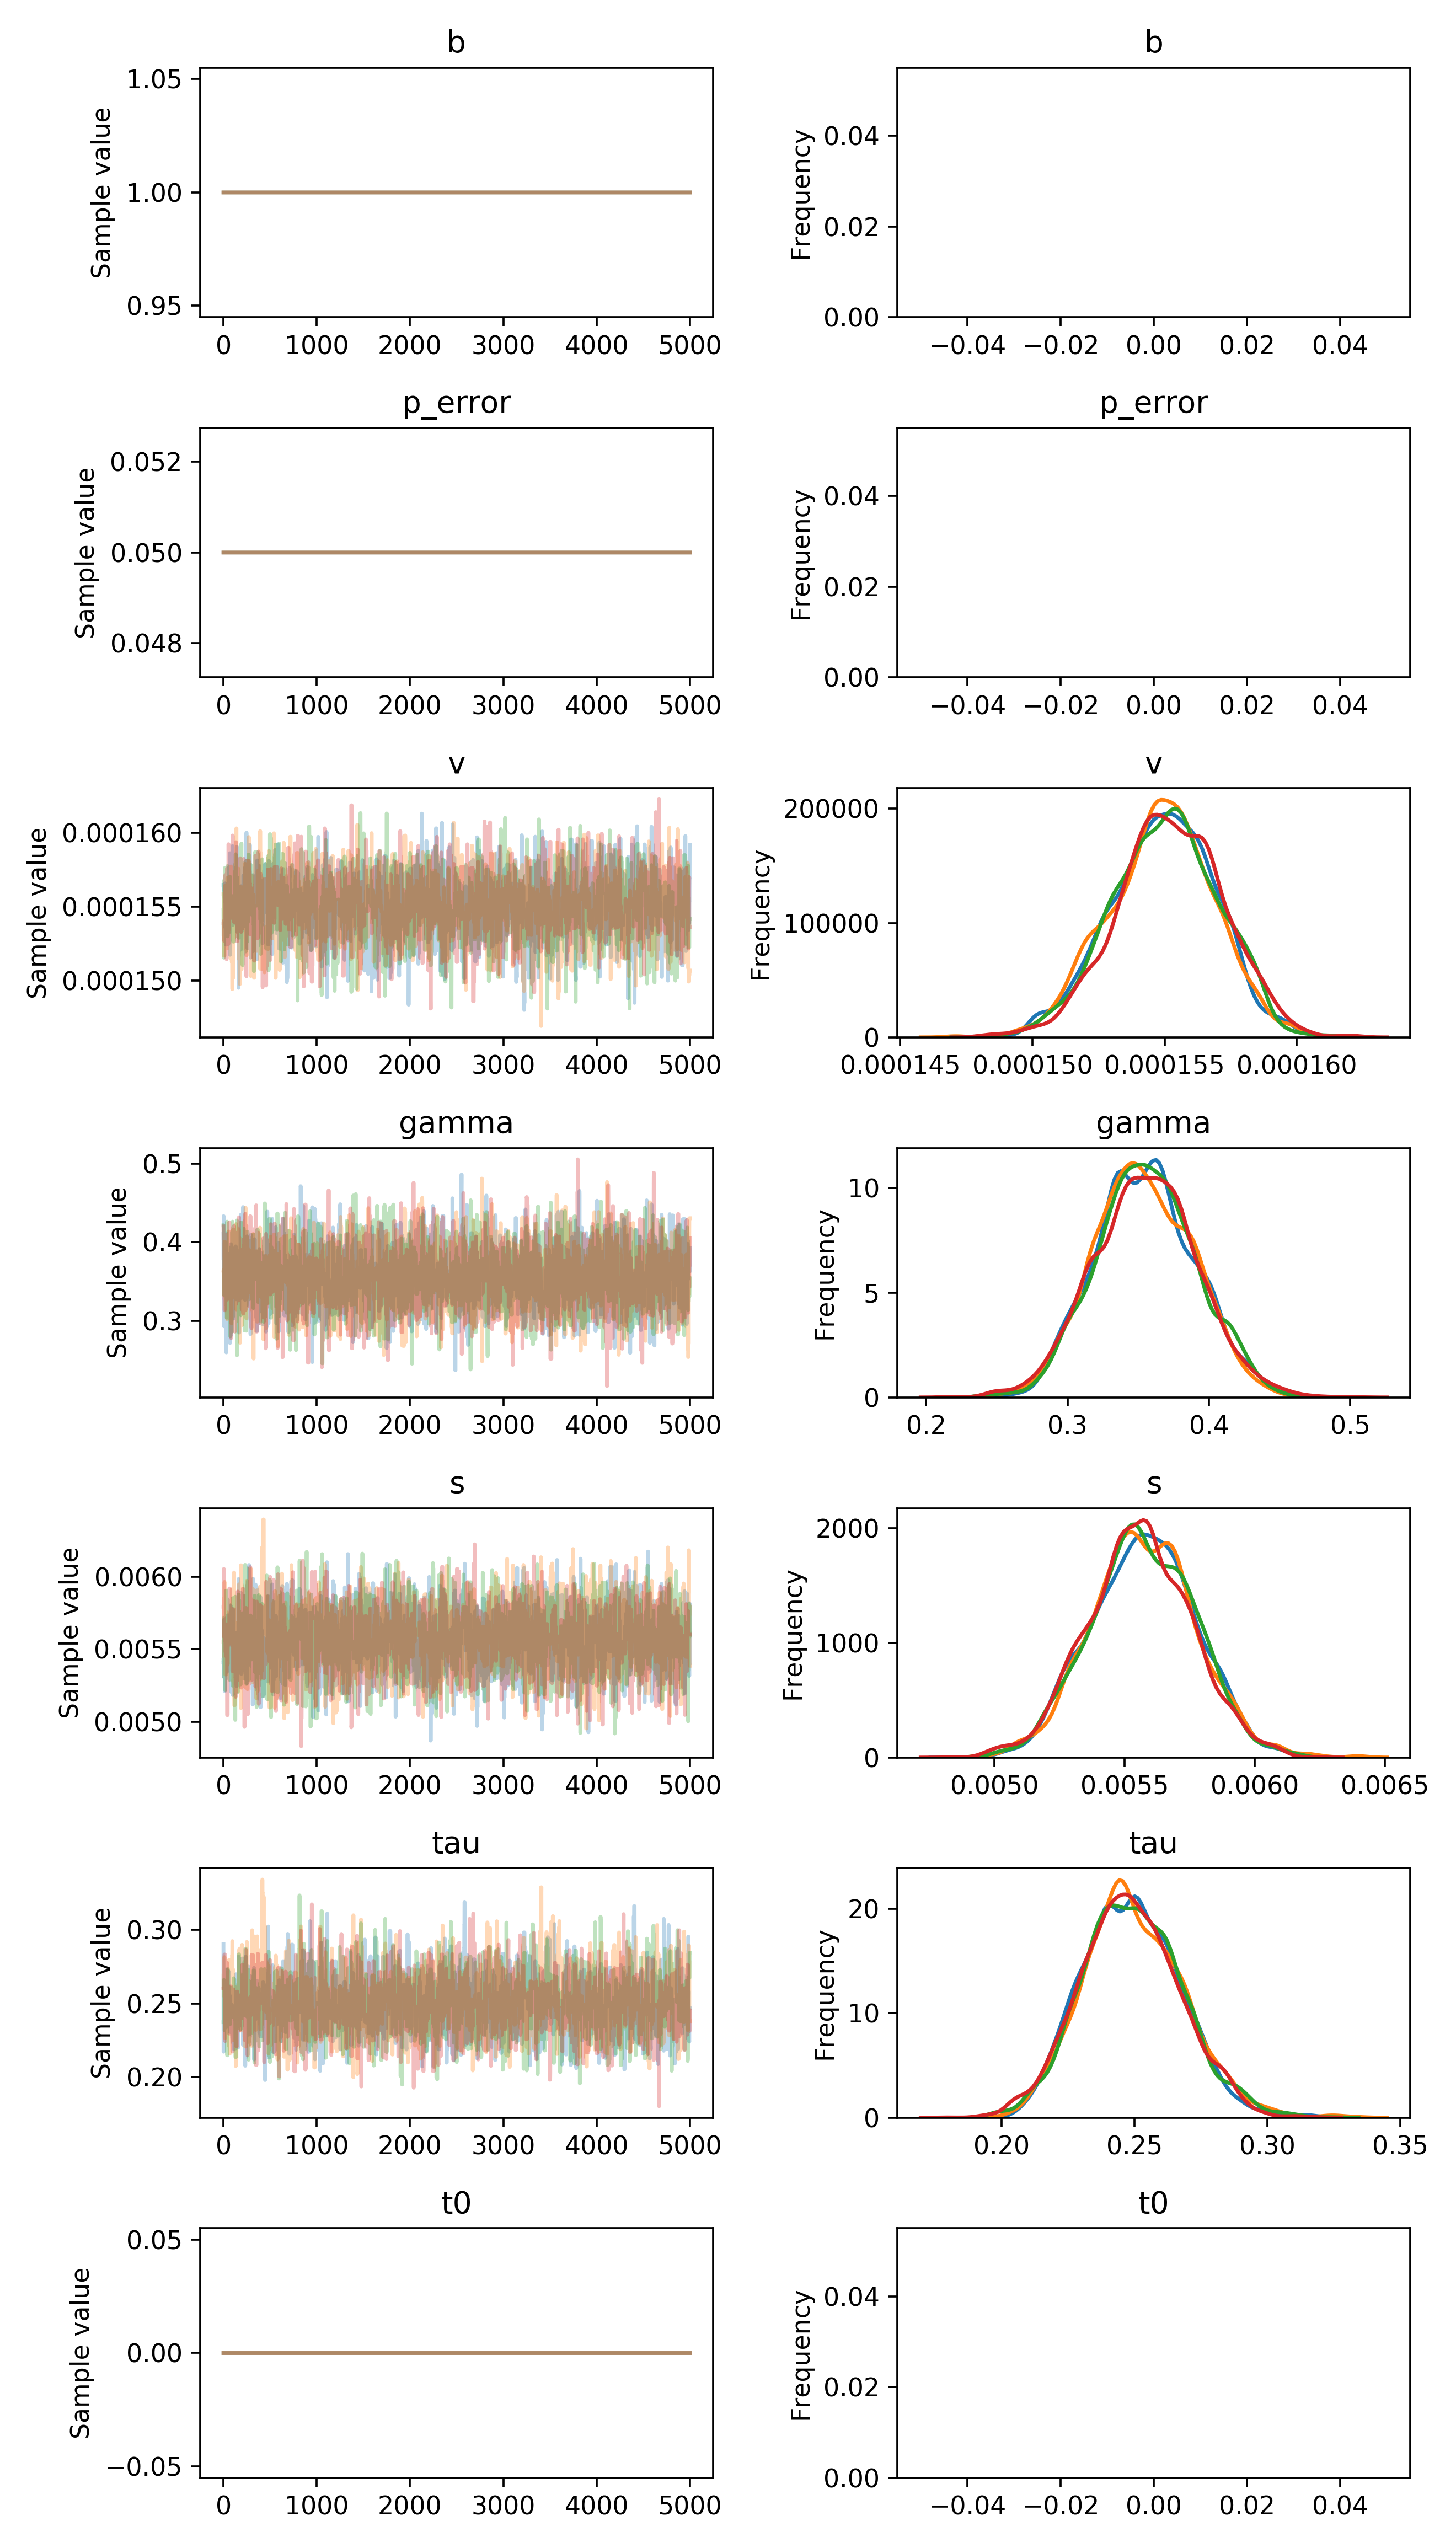 b
b
Sample value
1.05
1.00
0.95
0 1000 2000 3000 4000 5000
Frequency
0.04
0.02
0.00
−0.04 −0.02 0.00 0.02 0.04
p_error
p_error
Sample value
0.052
0.050
0.048
0 1000 2000 3000 4000 5000
Frequency
0.04
0.02
0.00
−0.04 −0.02 0.00 0.02 0.04
v
v
Sample value
0.000160
0.000155
0.000150
0 1000 2000 3000 4000 5000
Frequency
200000
100000
0
0.000145 0.000150 0.000155 0.000160
gamma
gamma
Sample value
0.5
0.4
0.3
0 1000 2000 3000 4000 5000
Frequency
10
5
0
0.2 0.3 0.4 0.5
s
s
Sample value
0.0060
0.0055
0.0050
0 1000 2000 3000 4000 5000
Frequency
2000
1000
0
0.0050 0.0055 0.0060 0.0065
tau
tau
Sample value
0.30
0.25
0.20
0 1000 2000 3000 4000 5000
Frequency
20
10
0
0.20 0.25 0.30 0.35
t0
t0
Sample value
0.05
0.00
−0.05
0 1000 2000 3000 4000 5000
Frequency
0.04
0.02
0.00
−0.04 −0.02 0.00 0.02 0.04